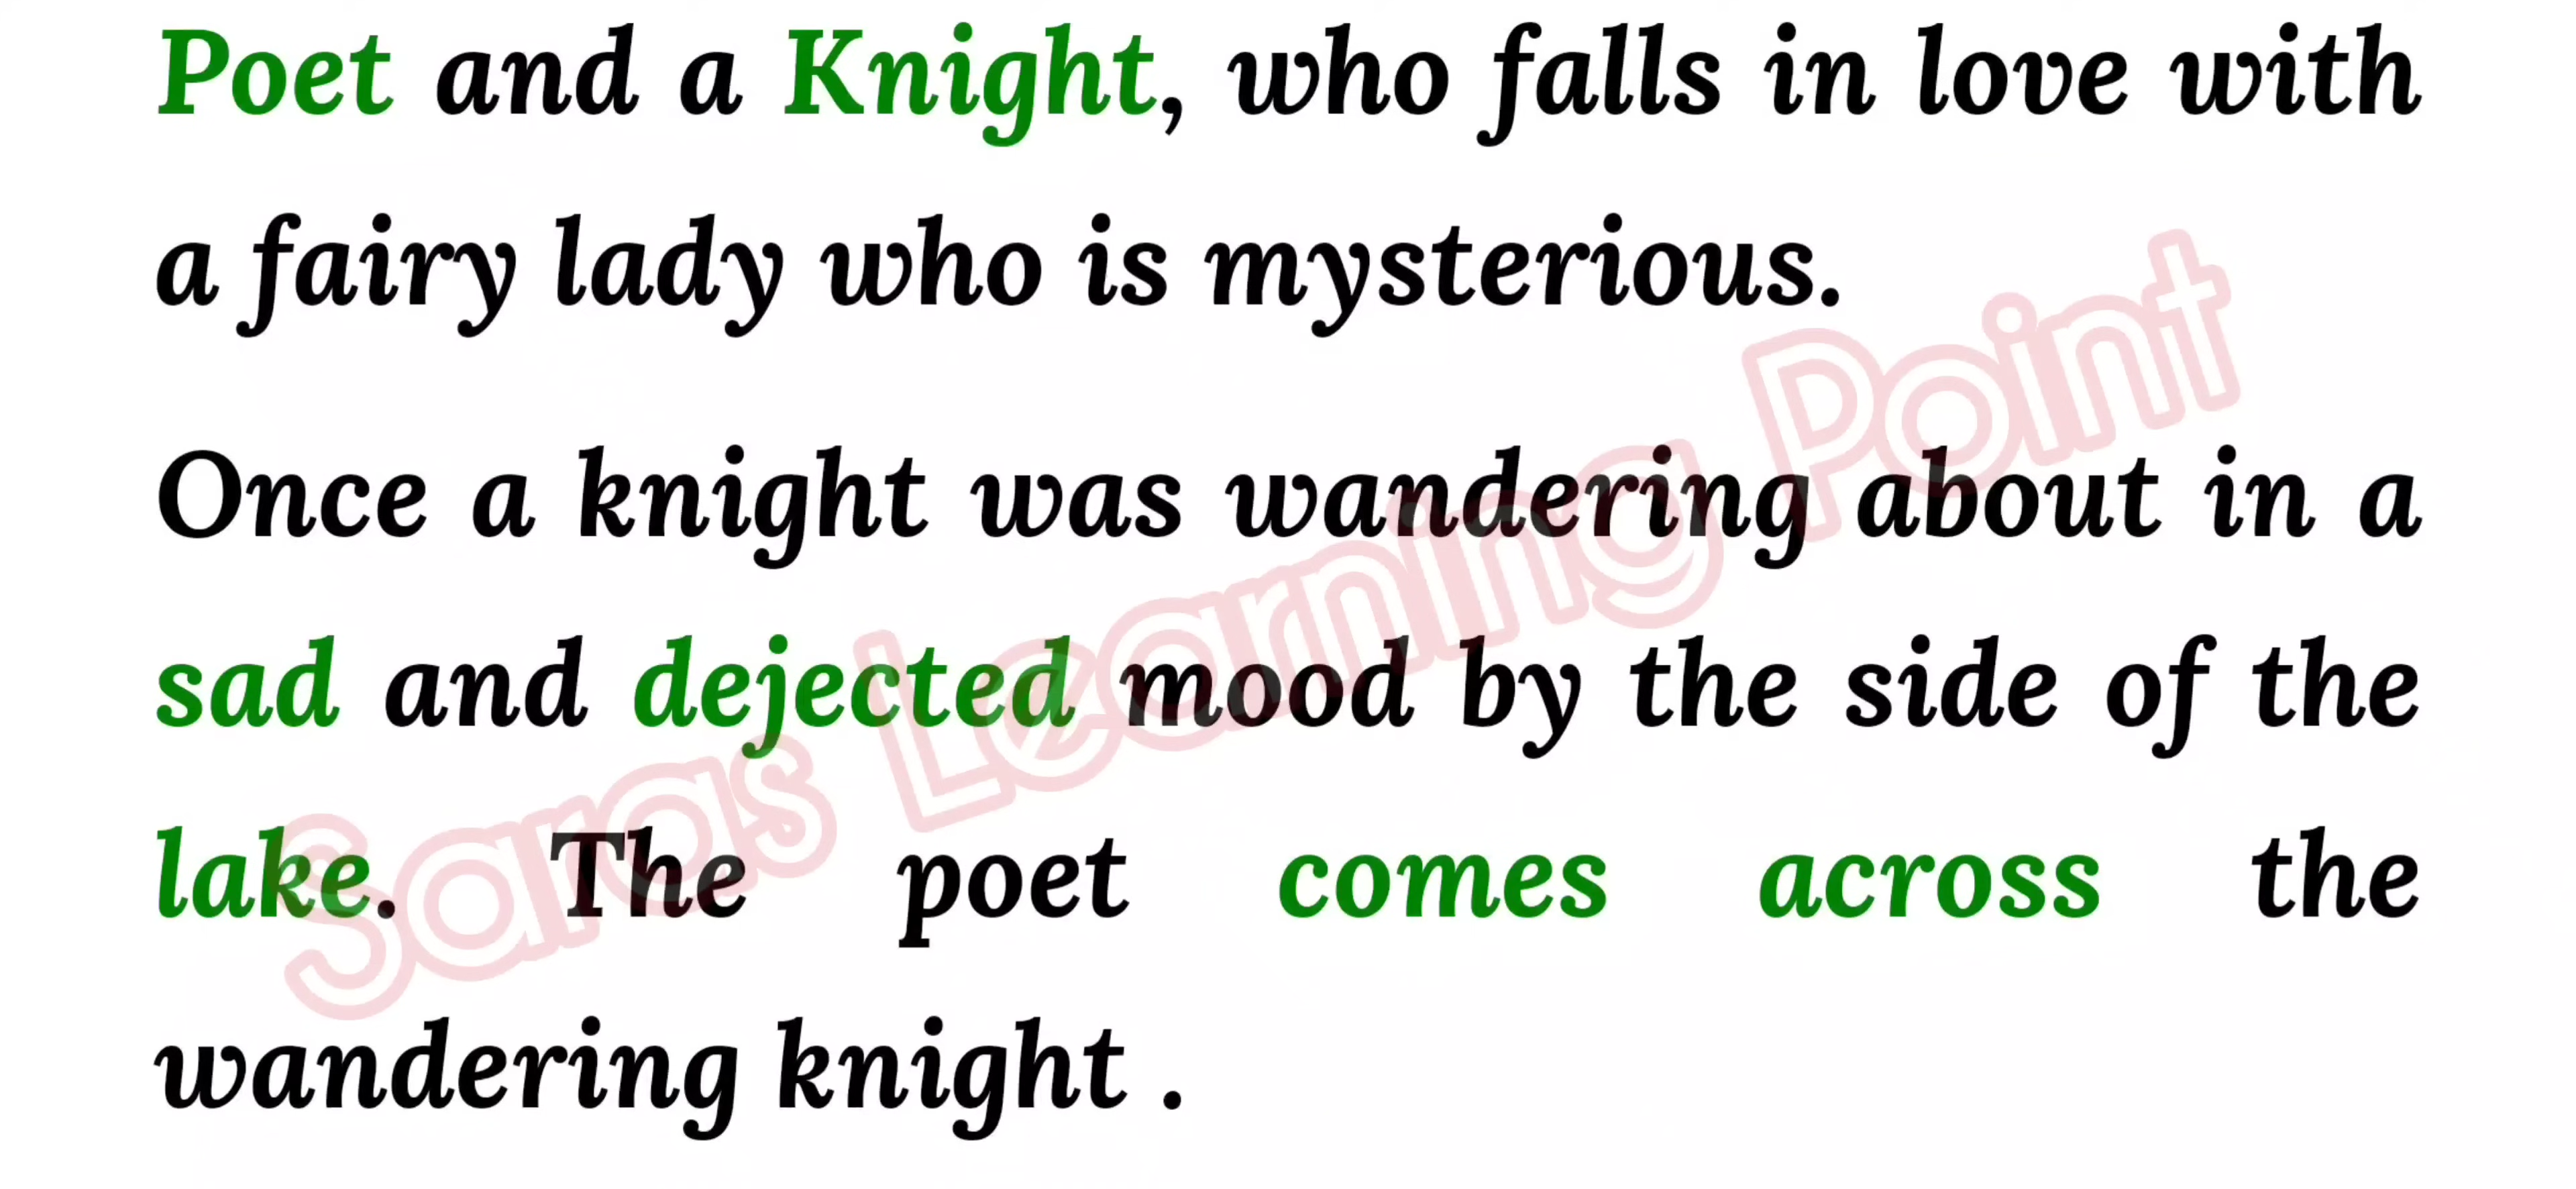 Poet and a Knight, who falls in love with
a fairy lady who is mysterious.
Once a knight was wandering about in a
sad and dejected mood by the side of the
lake. The poet comes across the
wandering knight .
Saras Learning Point